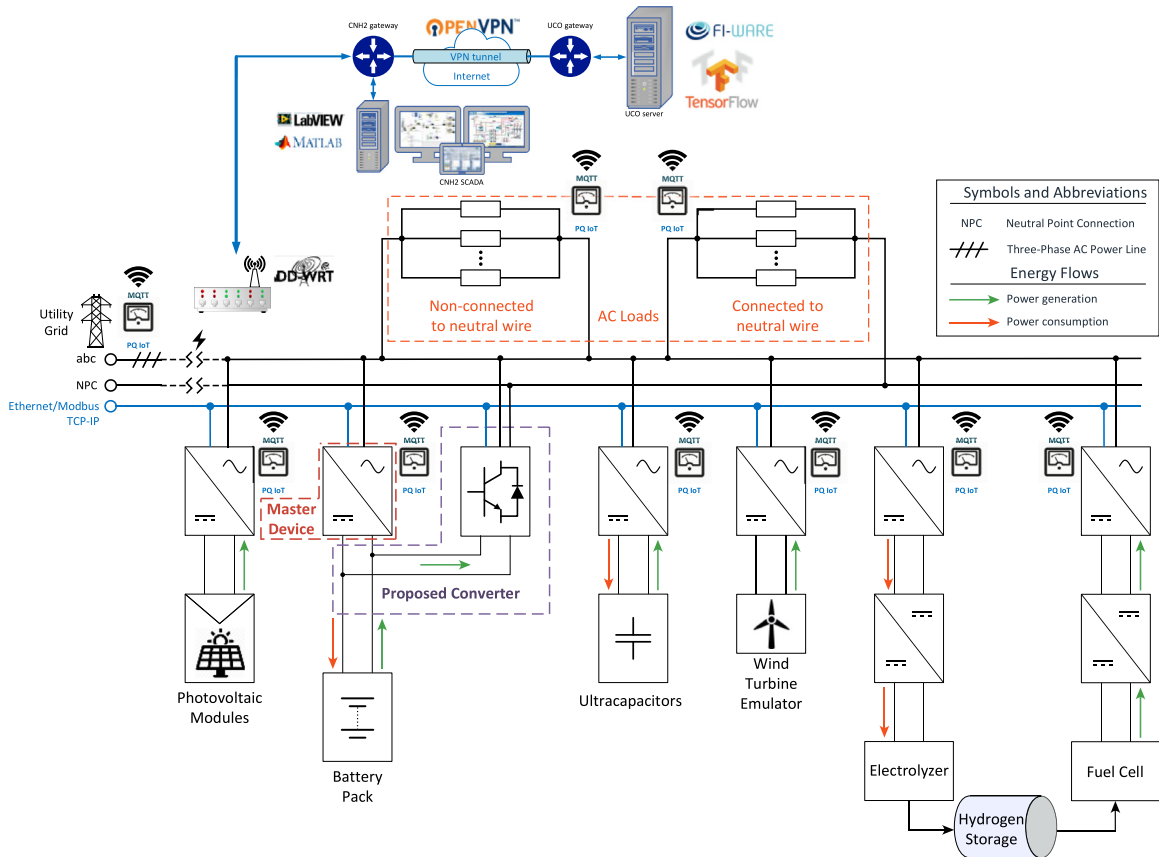 CNH2 gateway
OPENVPN™
UCO gateway
VPN tunnel
Internet
FI-WARE
TensorFlow
UCO server
LabVIEW
MATLAB
CNH2 SCADA
MQTT
PQ IoT
MQTT
PQ IoT
Symbols and Abbreviations
NPC Neutral Point Connection
Three-Phase AC Power Line
Energy Flows
Power generation
Power consumption
DD-WRT
Non-connected
to neutral wire
AC Loads
Connected to
neutral wire
Utility
Grid
MQTT
PQ IoT
abc
NPC
Ethernet/Modbus
TCP-IP
MQTT
PQ IoT
MQTT
PQ IoT
MQTT
PQ IoT
MQTT
PQ IoT
MQTT
PQ IoT
MQTT
PQ IoT
Master
Device
Proposed Converter
Photovoltaic
Modules
Battery
Pack
Ultracapacitors
Wind
Turbine
Emulator
Electrolyzer
Fuel Cell
Hydrogen
Storage